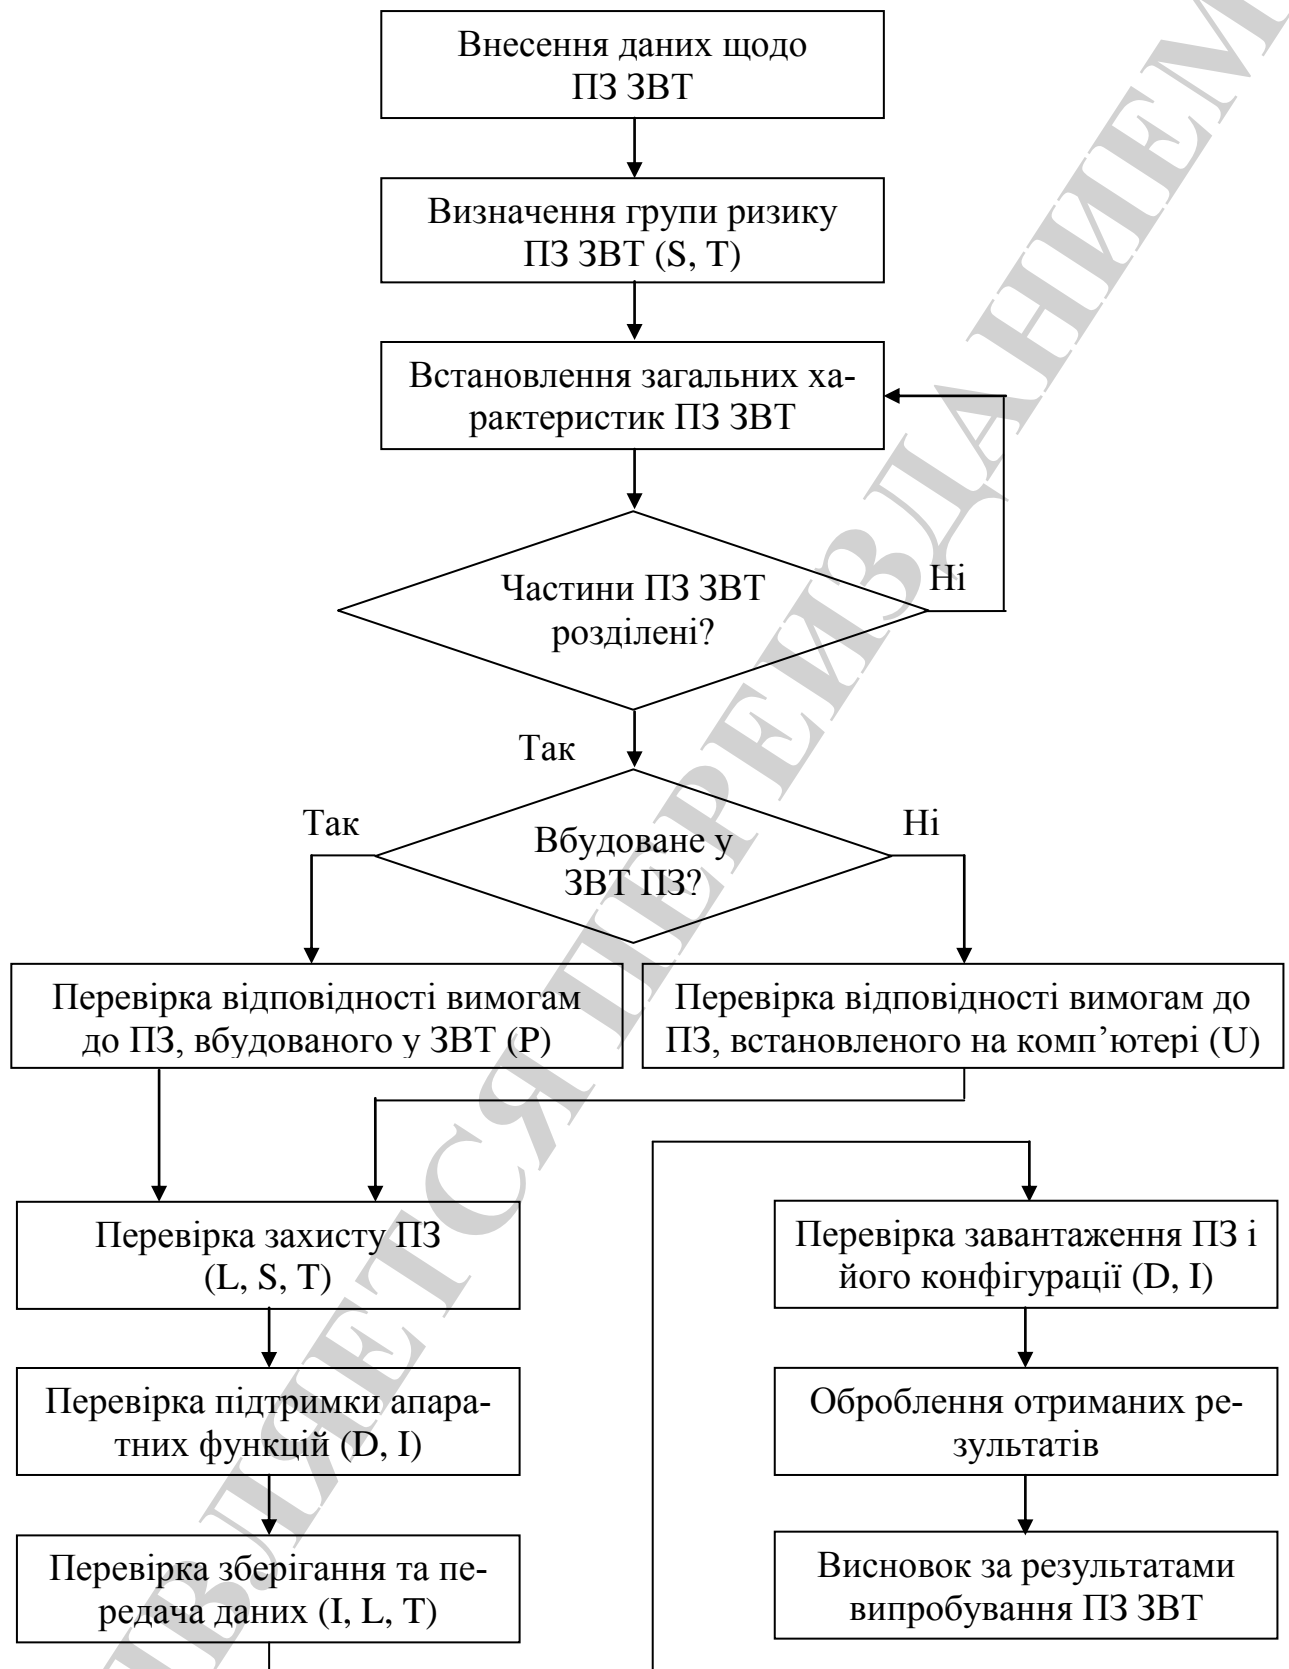 Внесення даних щодо
ПЗ ЗВТ
Визначення групи ризику
ПЗ ЗВТ (S, T)
Встановлення загальних ха-
рактеристик ПЗ ЗВТ
Частини ПЗ ЗВТ
розділені?
Ні
Так
Так
Вбудоване у
ЗВТ ПЗ?
Ні
Перевірка відповідності вимогам
до ПЗ, вбудованого у ЗВТ (P)
Перевірка відповідності вимогам до
ПЗ, встановленого на комп’ютері (U)
Перевірка захисту ПЗ
(L, S, T)
Перевірка підтримки апара-
тних функцій (D, I)
Перевірка зберігання та пе-
редача даних (I, L, T)
Перевірка завантаження ПЗ і
його конфігурації (D, I)
Оброблення отриманих ре-
зультатів
Висновок за результатами
випробування ПЗ ЗВТ
ВЛЯЕТСЯ ПЕРЕИЗДАНИЕМ